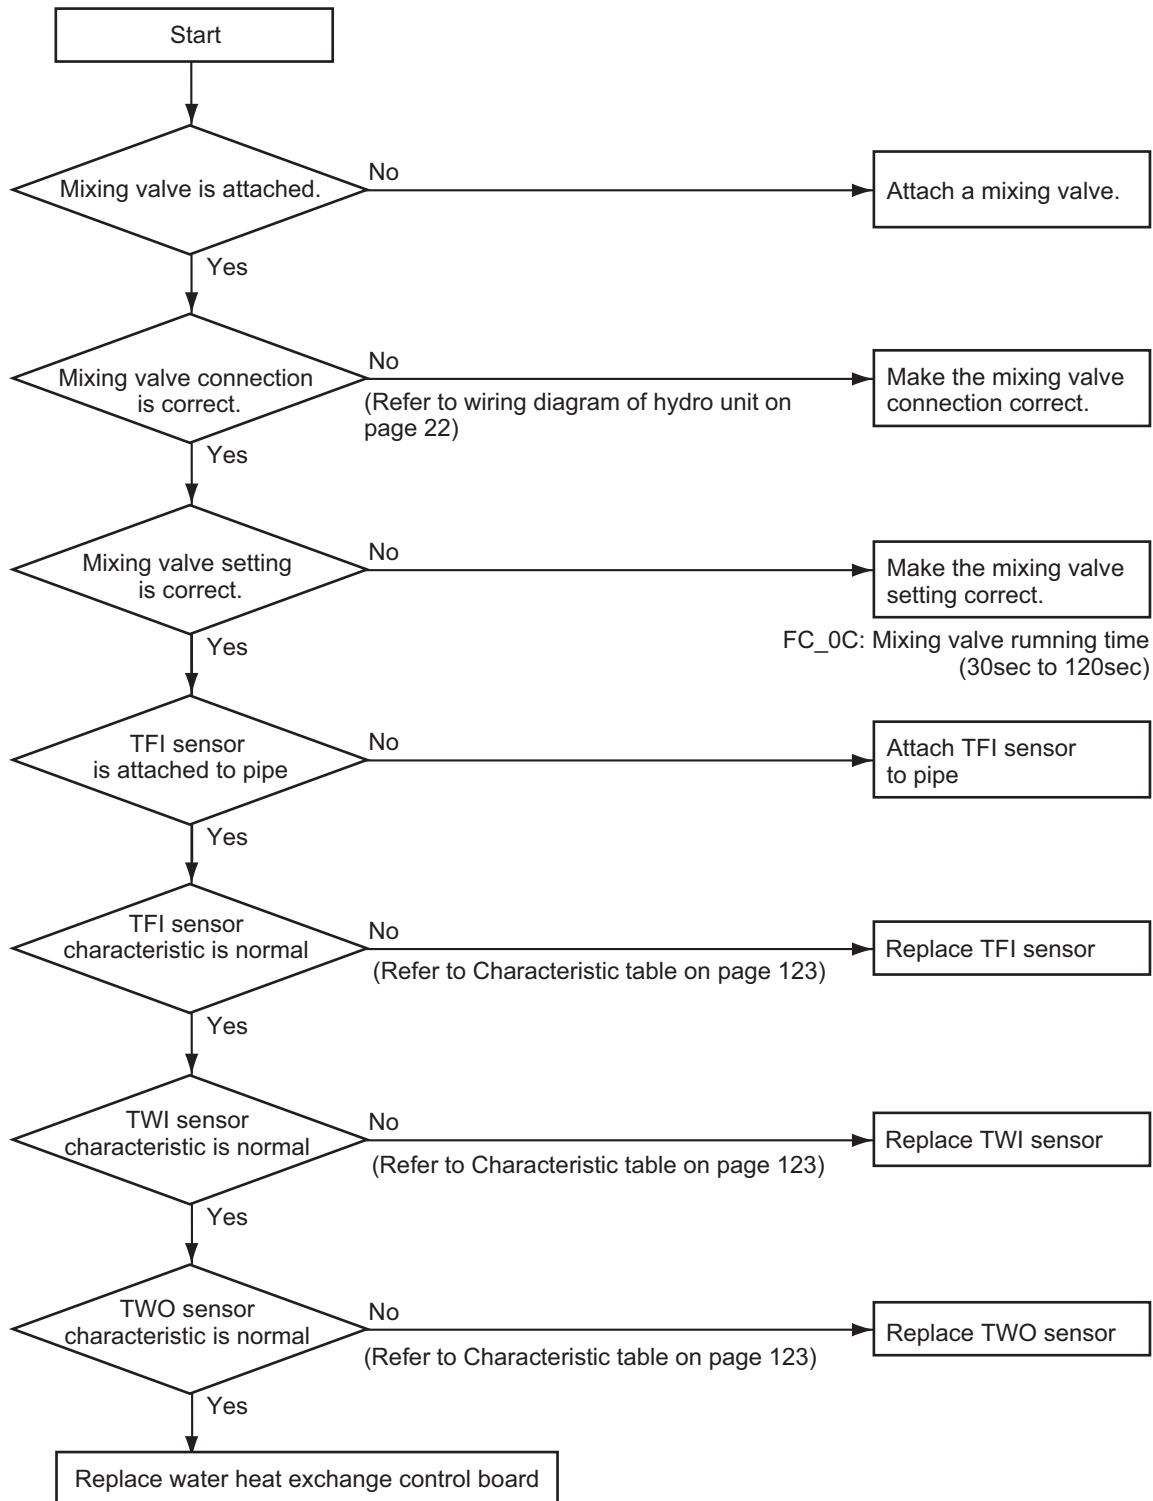 Start
Mixing valve is attached.
No
Attach a mixing valve.
Yes
Mixing valve connection
is correct.
No
(Refer to wiring diagram of hydro unit on
page 22)
Make the mixing valve
connection correct.
Yes
Mixing valve setting
is correct.
No
Make the mixing valve
setting correct.
FC_0C: Mixing valve rumning time
(30sec to 120sec)
Yes
TFI sensor
is attached to pipe
No
Attach TFI sensor
to pipe
Yes
TFI sensor
characteristic is normal
No
(Refer to Characteristic table on page 123)
Replace TFI sensor
Yes
TWI sensor
characteristic is normal
No
(Refer to Characteristic table on page 123)
Replace TWI sensor
Yes
TWO sensor
characteristic is normal
No
(Refer to Characteristic table on page 123)
Replace TWO sensor
Yes
Replace water heat exchange control board